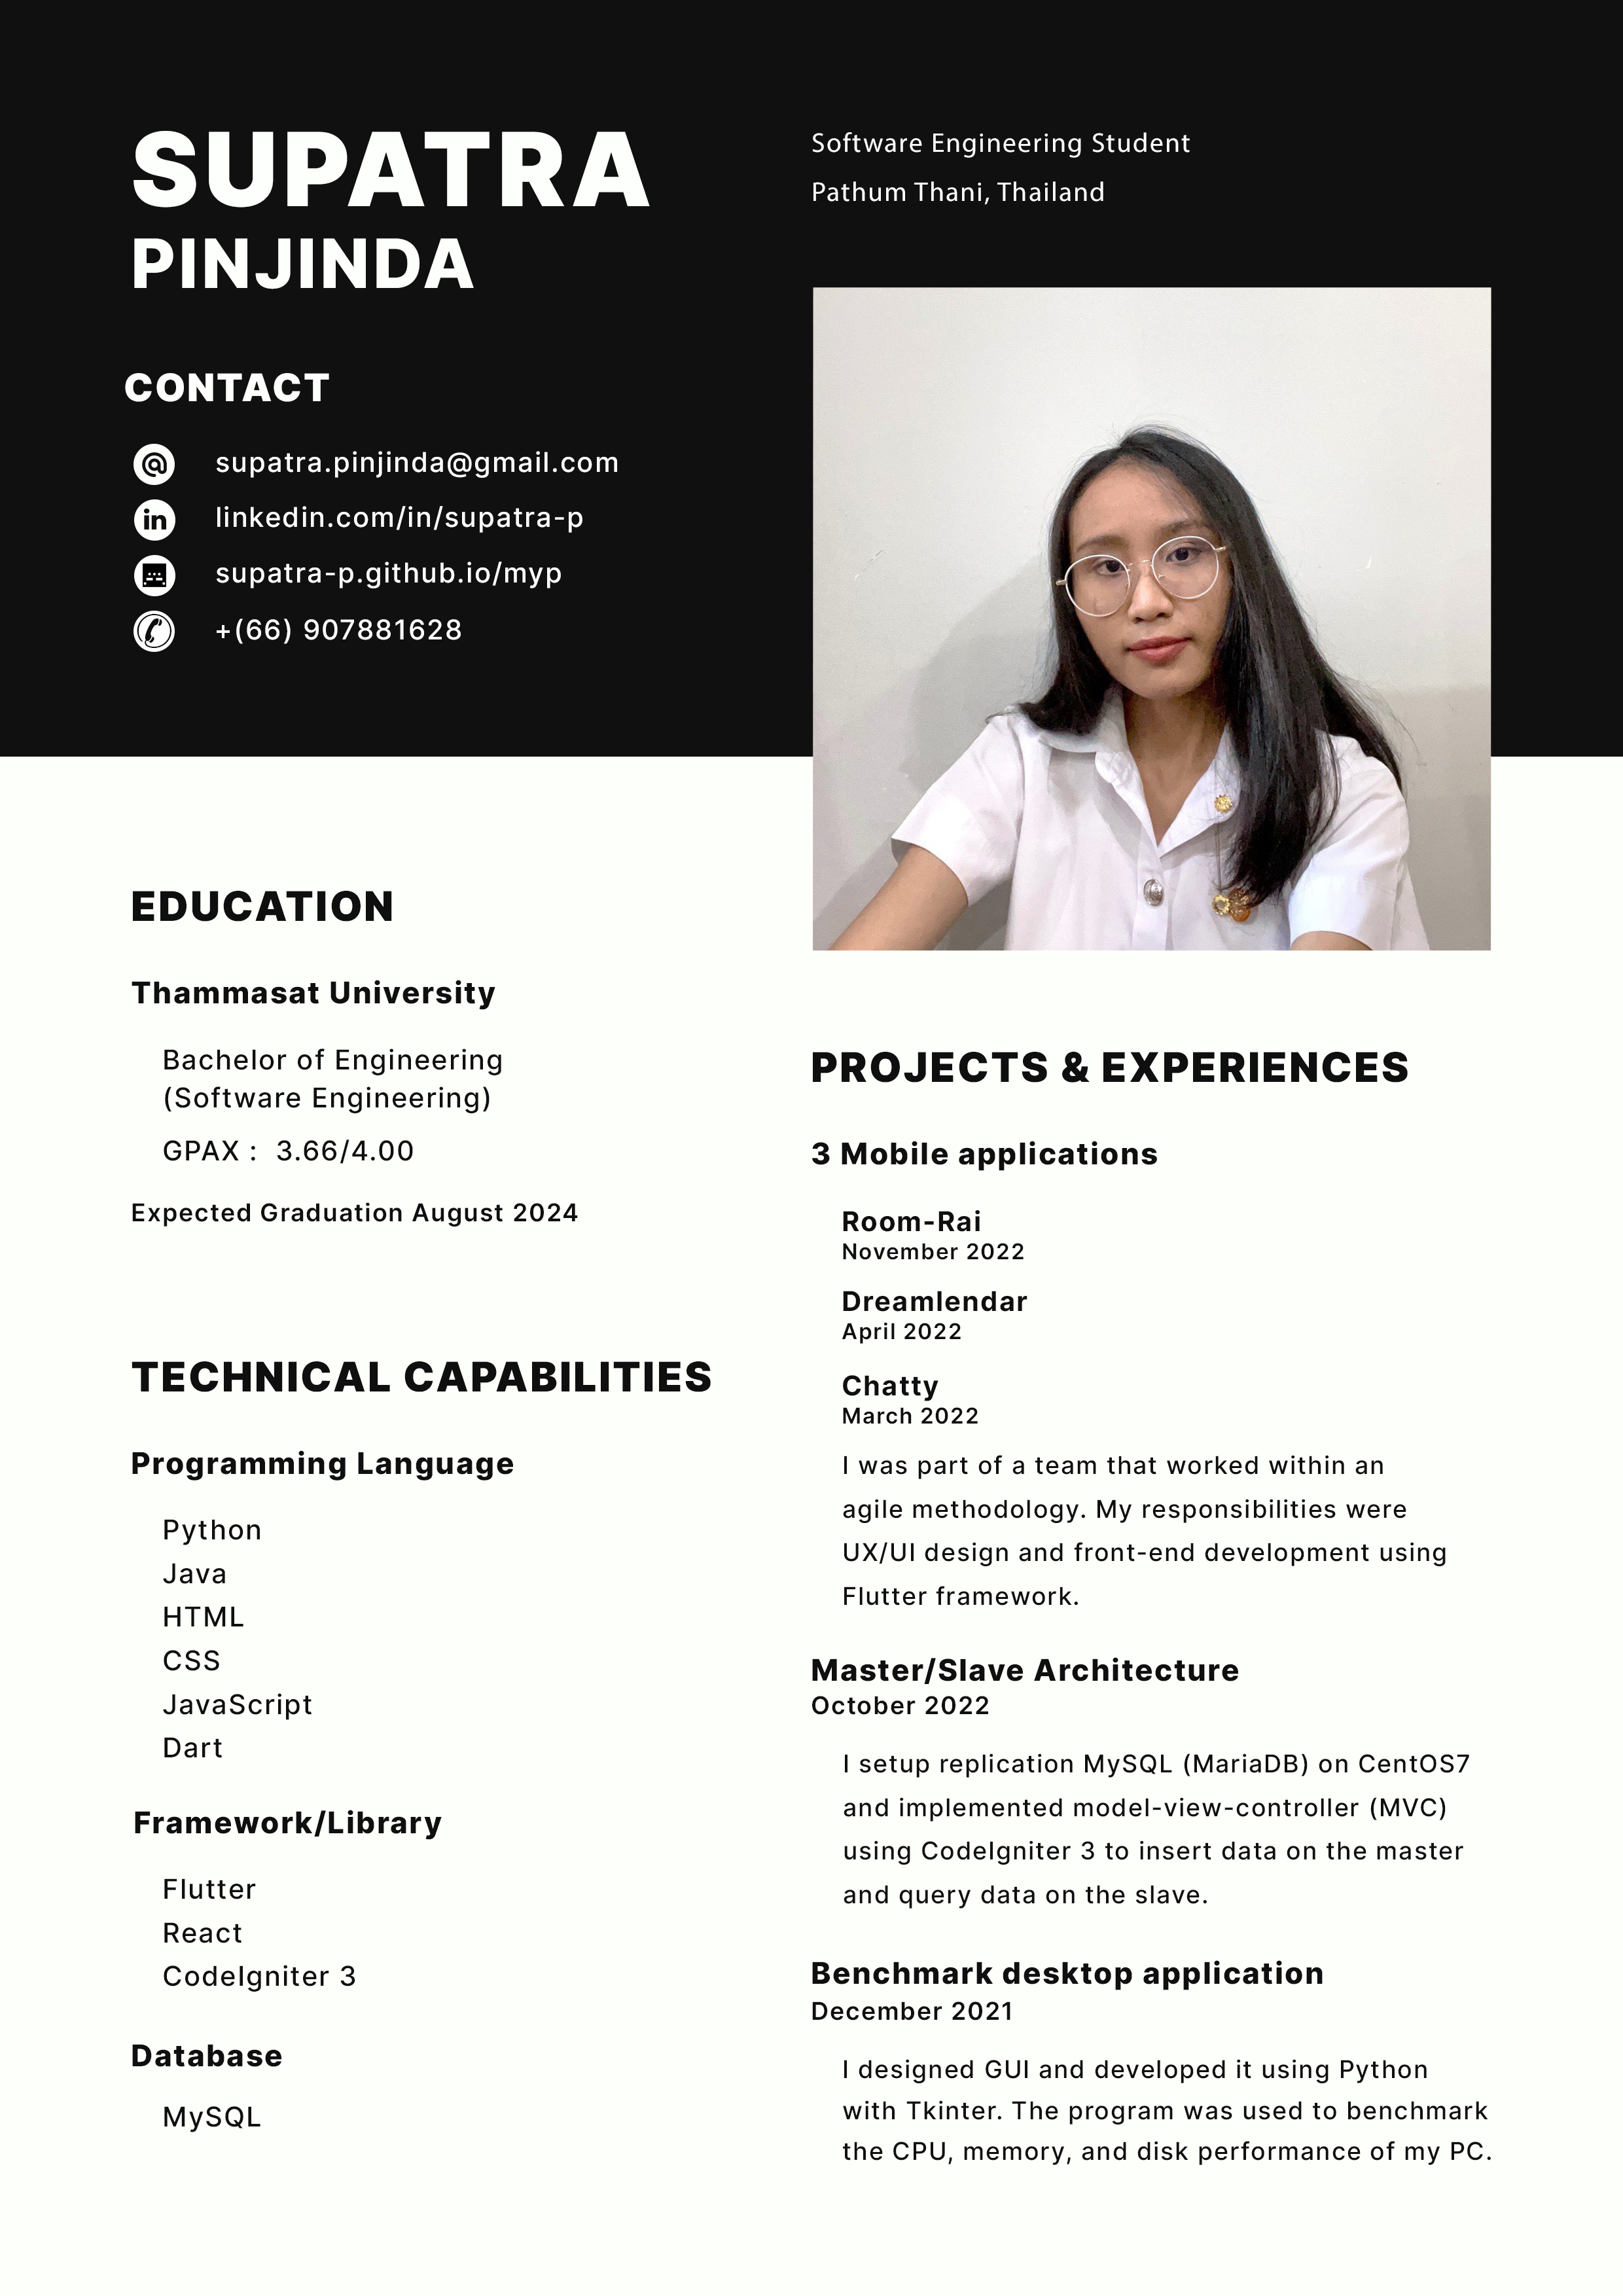 SUPATRA
PINJINDA
Software Engineering Student
Pathum Thani, Thailand
CONTACT
supatra.pinjinda@gmail.com
in
linkedin.com/in/supatra-p
supatra-p.github.io/myp
+(66) 907881628
EDUCATION
Thammasat University
Bachelor of Engineering
(Software Engineering)
GPAX : 3.66/4.00
Expected Graduation August 2024
TECHNICAL CAPABILITIES
Programming Language
Python
Java
HTML
CSS
JavaScript
Dart
Framework/Library
Flutter
React
CodeIgniter 3
Database
MySQL
PROJECTS & EXPERIENCES
3 Mobile applications
Room-Rai
November 2022
Dreamlendar
April 2022
Chatty
March 2022
I was part of a team that worked within an
agile methodology. My responsibilities were
UX/UI design and front-end development using
Flutter framework.
Master/Slave Architecture
October 2022
I setup replication MySQL (MariaDB) on CentOS7
and implemented model-view-controller (MVC)
using CodeIgniter 3 to insert data on the master
and query data on the slave.
Benchmark desktop application
December 2021
I designed GUI and developed it using Python
with Tkinter. The program was used to benchmark
the CPU, memory, and disk performance of my PC.